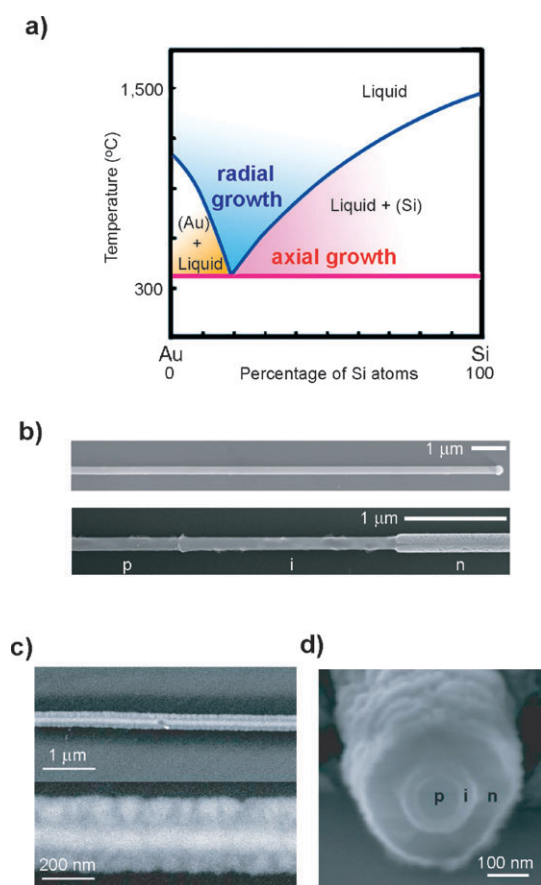 a)
1,500
Liquid
radial
growth
Liquid + (Si)
(Au)
+
Liquid
axial growth
300
Temperature (ºC)
Au
Si
0
Percentage of Si atoms
100
b)
1 μm
1 μm
p
i
n
c)
1 μm
200 nm
d)
p
i
n
100 nm